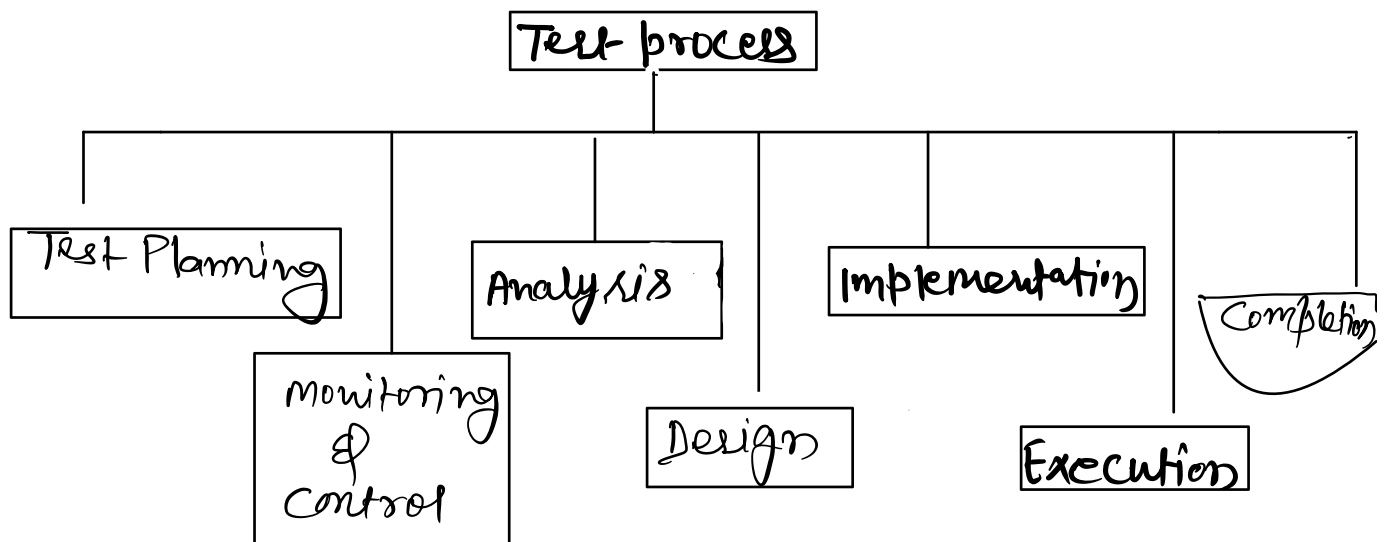 Test process
Test Planning
Monitoring
&
Control
Analysis
Design
Implementation
Execution
Completion